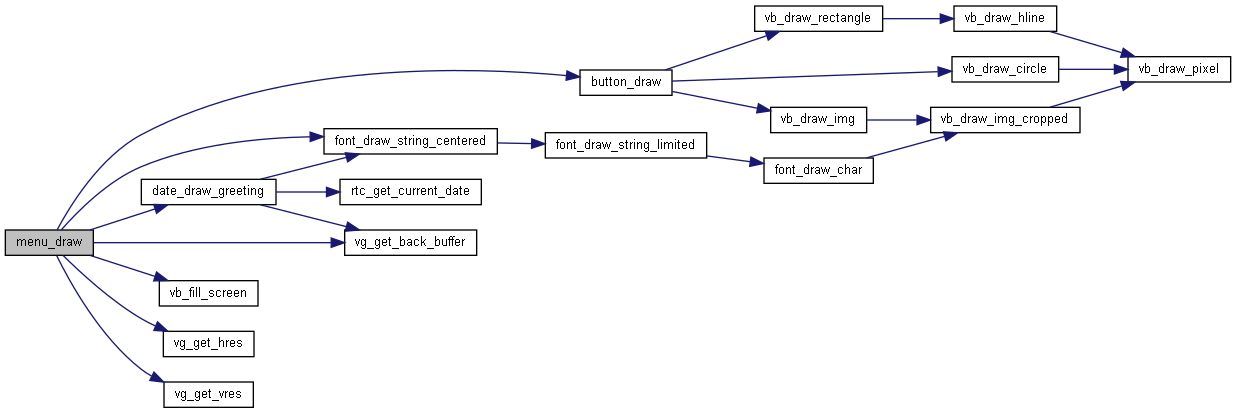 vb_draw_rectangle
vb_draw_hline
button_draw
vb_draw_circle
vb_draw_pixel
vb_draw_img
vb_draw_img_cropped
font_draw_string_centered
font_draw_string_limited
font_draw_char
date_draw_greeting
rtc_get_current_date
menu_draw
vg_get_back_buffer
vb_fill_screen
vg_get_hres
vg_get_vres